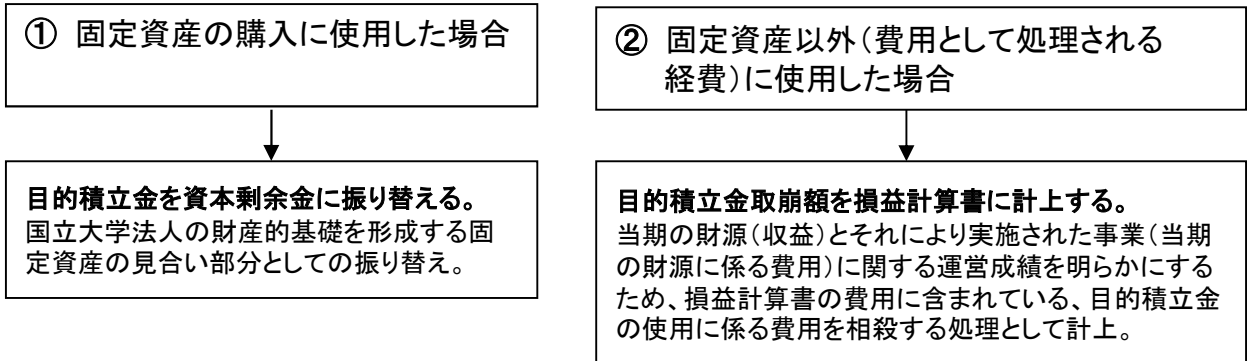 ① 固定資産の購入に使用した場合
目的積立金を資本剰余金に振り替える。
国立大学法人の財産的基礎を形成する固
定資産の見合い部分としての振り替え。
② 固定資産以外(費用として処理される
経費)に使用した場合
目的積立金取崩額を損益計算書に計上する。
当期の財源(収益)とそれにより実施された事業(当期
の財源に係る費用)に関する運営成績を明らかにする
ため、損益計算書の費用に含まれている、目的積立金
の使用に係る費用を相殺する処理として計上。